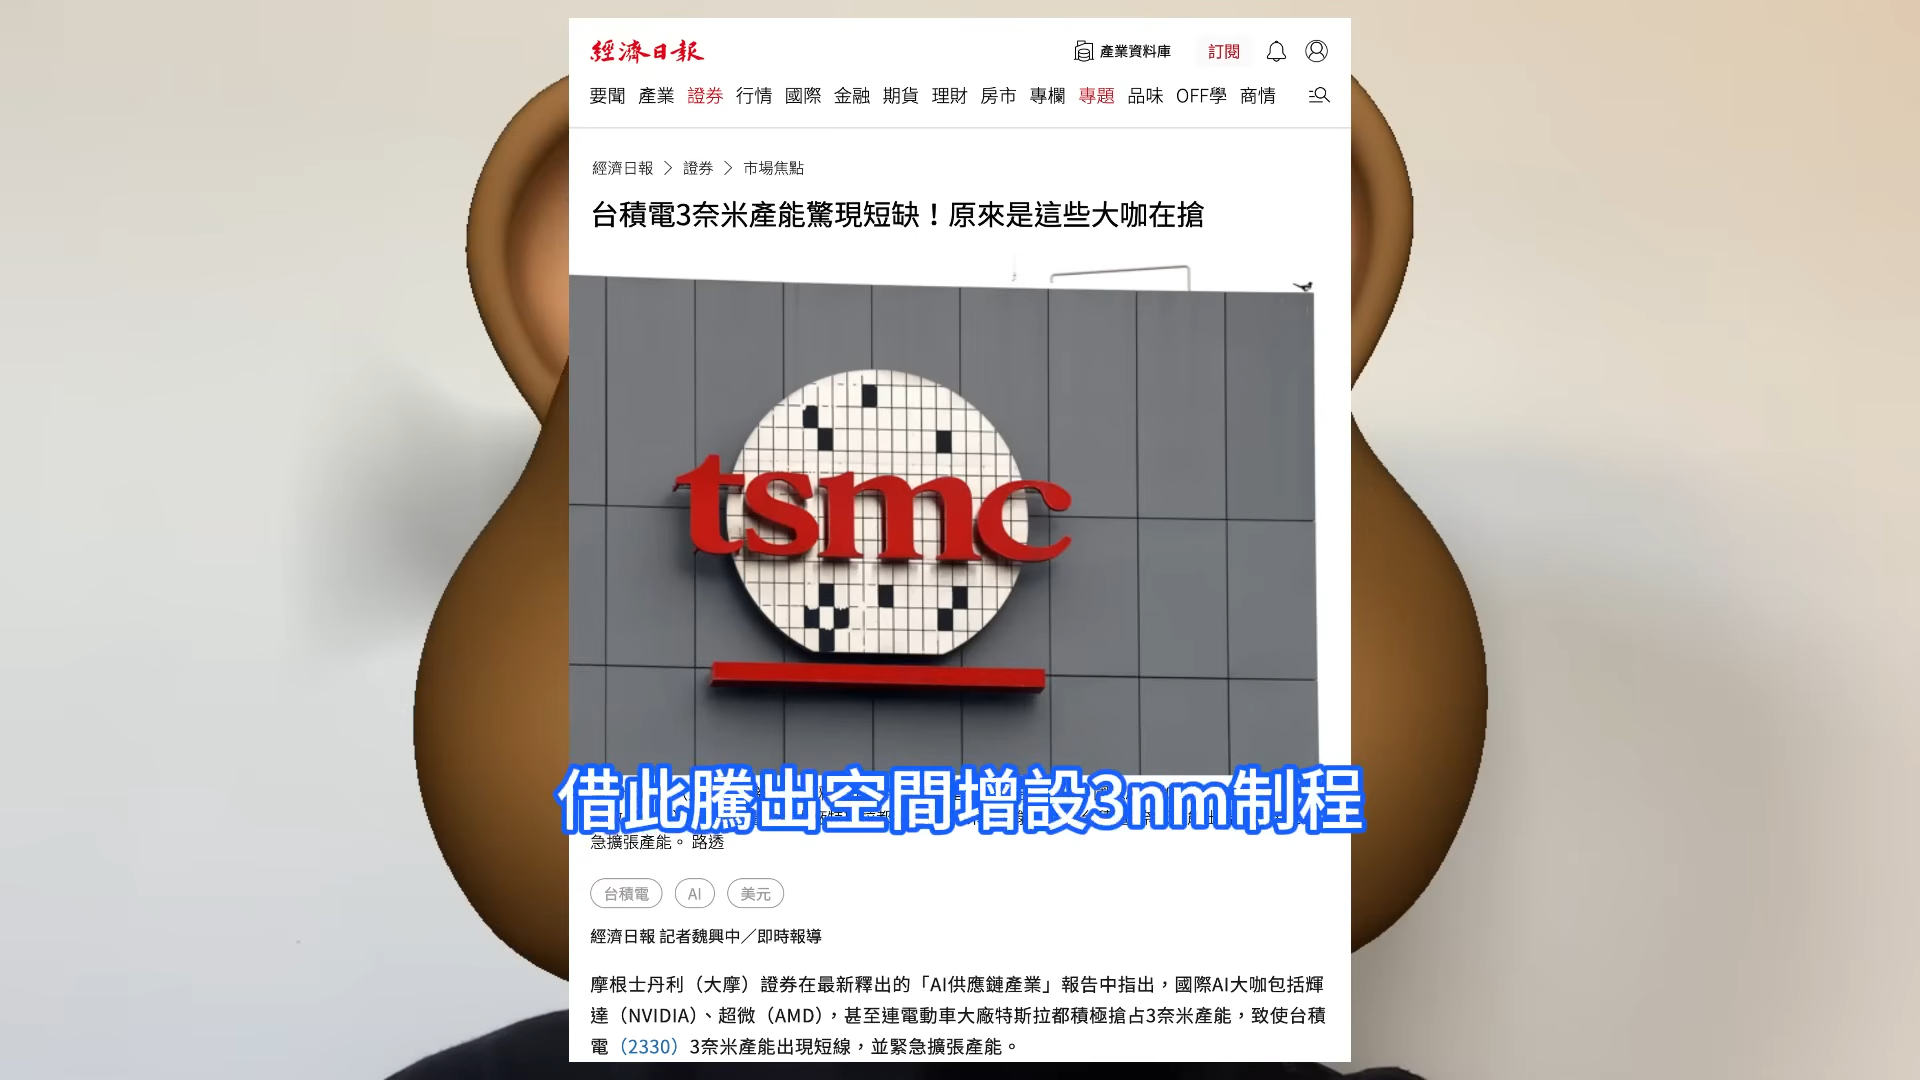 經濟日報
產業資料庫
訂閱
要聞 產業 證券 行情 國際 金融 期貨 理財 房市 專欄 專題 品味 OFF學 商情
經濟日報 > 證券 > 市場焦點
台積電3奈米產能驚現短缺！原來是這些大咖在搶
tsmc
借此騰出空間增設3nm制程
急擴張產能。 路透
台積電 AI 美元
經濟日報 記者魏興中／即時報導
摩根士丹利（大摩）證券在最新釋出的「AI供應鏈產業」報告中指出，國際AI大咖包括輝
達（NVIDIA）、超微（AMD），甚至連電動車大廠特斯拉都積極搶占3奈米產能，致使台積
電（2330）3奈米產能出現短線，並緊急擴張產能。